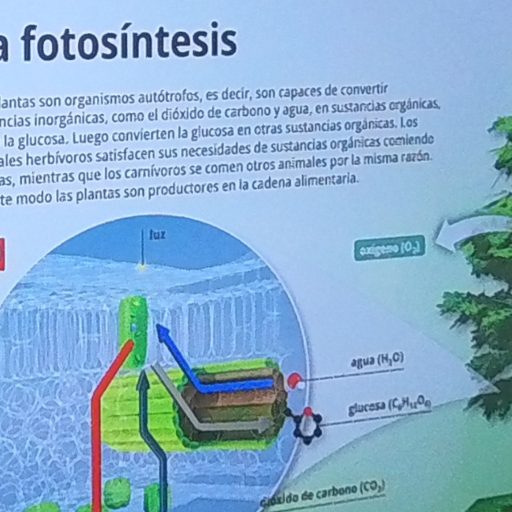 a fotosíntesis
lantas son organismos autótrofos, es decir, son capaces de convertir
ncias inorgánicas, como el dióxido de carbono y agua, en sustancias orgánicas,
la glucosa. Luego convierten la glucosa en otras sustancias orgánicas. Los
ales herbívoros satisfacen sus necesidades de sustancias orgánicas comiendo
as, mientras que los carnívoros se comen otros animales por la misma razón.
te modo las plantas son productores en la cadena alimentaria.
luz
oxígeno (O₂)
agua (H₂O)
glucosa (C₆H₁₂O₆)
dióxido de carbono (CO₂)